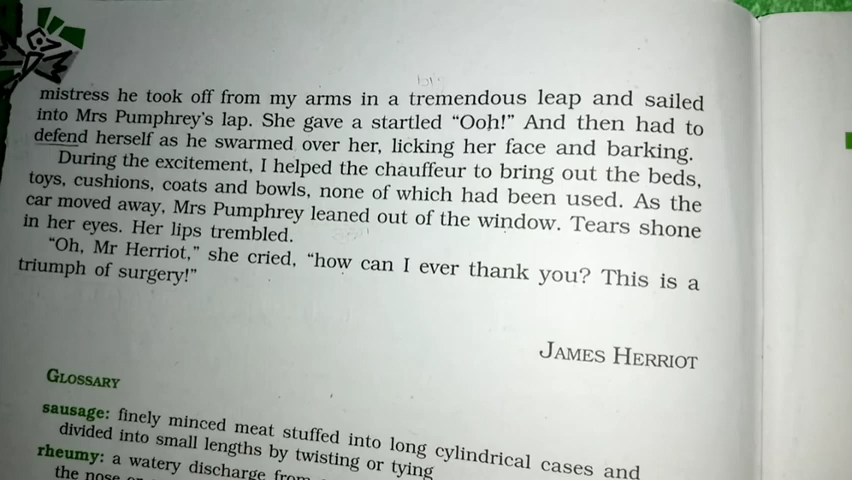 mistress he took off from my arms in a tremendous leap and sailed
into Mrs Pumphrey's lap. She gave a startled “Ooh!” And then had to
defend herself as he swarmed over her, licking her face and barking.
During the excitement, I helped the chauffeur to bring out the beds,
toys, cushions, coats and bowls, none of which had been used. As the
car moved away, Mrs Pumphrey leaned out of the window. Tears shone
in her eyes. Her lips trembled.
“Oh, Mr Herriot,” she cried, “how can I ever thank you? This is a
triumph of surgery!”
JAMES HERRIOT
GLOSSARY
sausage: finely minced meat stuffed into long cylindrical cases and
divided into small lengths by twisting or tying
rheumy: a watery discharge from
the nose